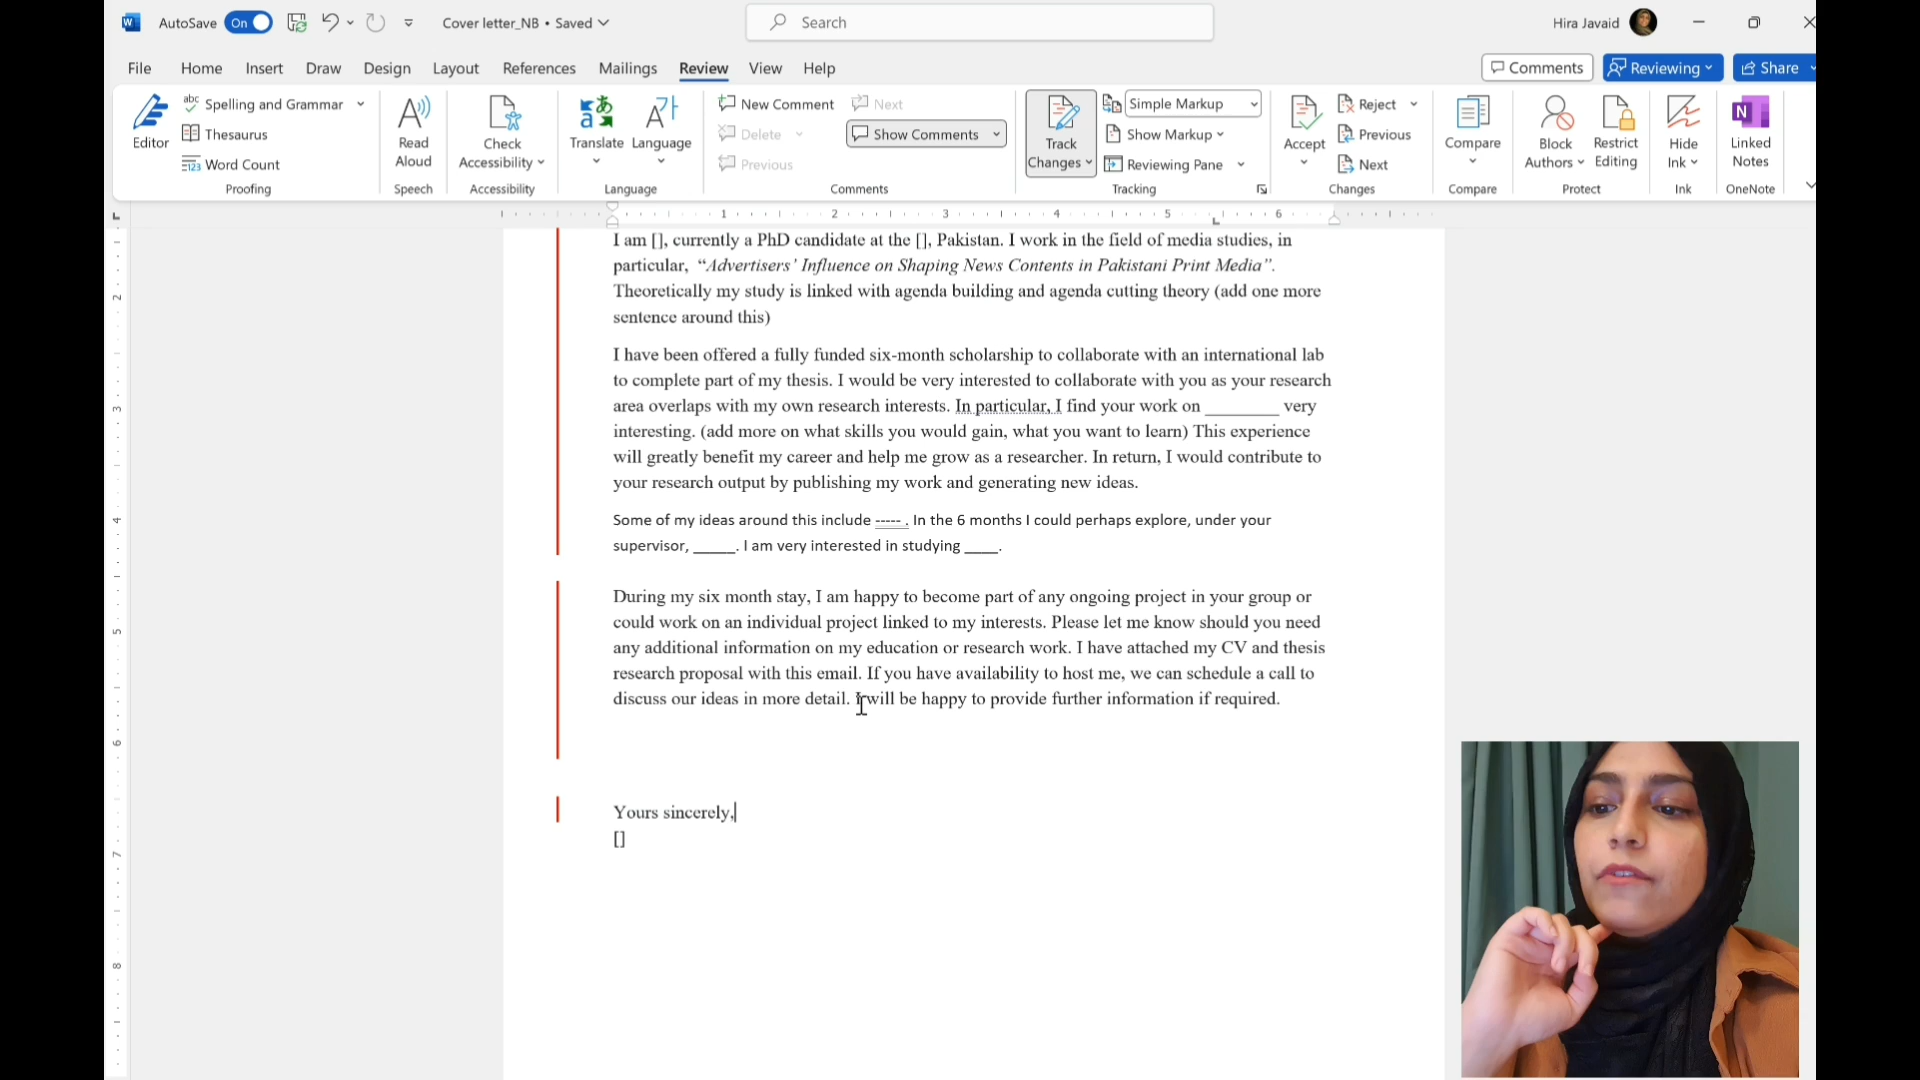 AutoSave On Cover letter_NB • Saved Search Hira Javaid
File Home Insert Draw Design Layout References Mailings Review View Help Comments Reviewing Share
Editor
abc Spelling and Grammar
Thesaurus
123 Word Count
Proofing
Read Aloud
Speech
Check Accessibility
Accessibility
Translate
Language
Language
New Comment
Delete
Previous
Next
Show Comments
Comments
Track Changes
Simple Markup
Show Markup
Reviewing Pane
Tracking
Accept
Reject
Previous
Next
Changes
Compare
Compare
Block Authors
Restrict Editing
Protect
Hide Ink
Ink
Linked Notes
OneNote
1 2 3 4 5 6
2
3
4
5
6
7
8
I am [], currently a PhD candidate at the [], Pakistan. I work in the field of media studies, in
particular, “Advertisers’ Influence on Shaping News Contents in Pakistani Print Media”.
Theoretically my study is linked with agenda building and agenda cutting theory (add one more
sentence around this)
I have been offered a fully funded six-month scholarship to collaborate with an international lab
to complete part of my thesis. I would be very interested to collaborate with you as your research
area overlaps with my own research interests. In particular, I find your work on ________ very
interesting. (add more on what skills you would gain, what you want to learn) This experience
will greatly benefit my career and help me grow as a researcher. In return, I would contribute to
your research output by publishing my work and generating new ideas.
Some of my ideas around this include ----- . In the 6 months I could perhaps explore, under your
supervisor, _____. I am very interested in studying ____.
During my six month stay, I am happy to become part of any ongoing project in your group or
could work on an individual project linked to my interests. Please let me know should you need
any additional information on my education or research work. I have attached my CV and thesis
research proposal with this email. If you have availability to host me, we can schedule a call to
discuss our ideas in more detail. I will be happy to provide further information if required.
Yours sincerely,
[]